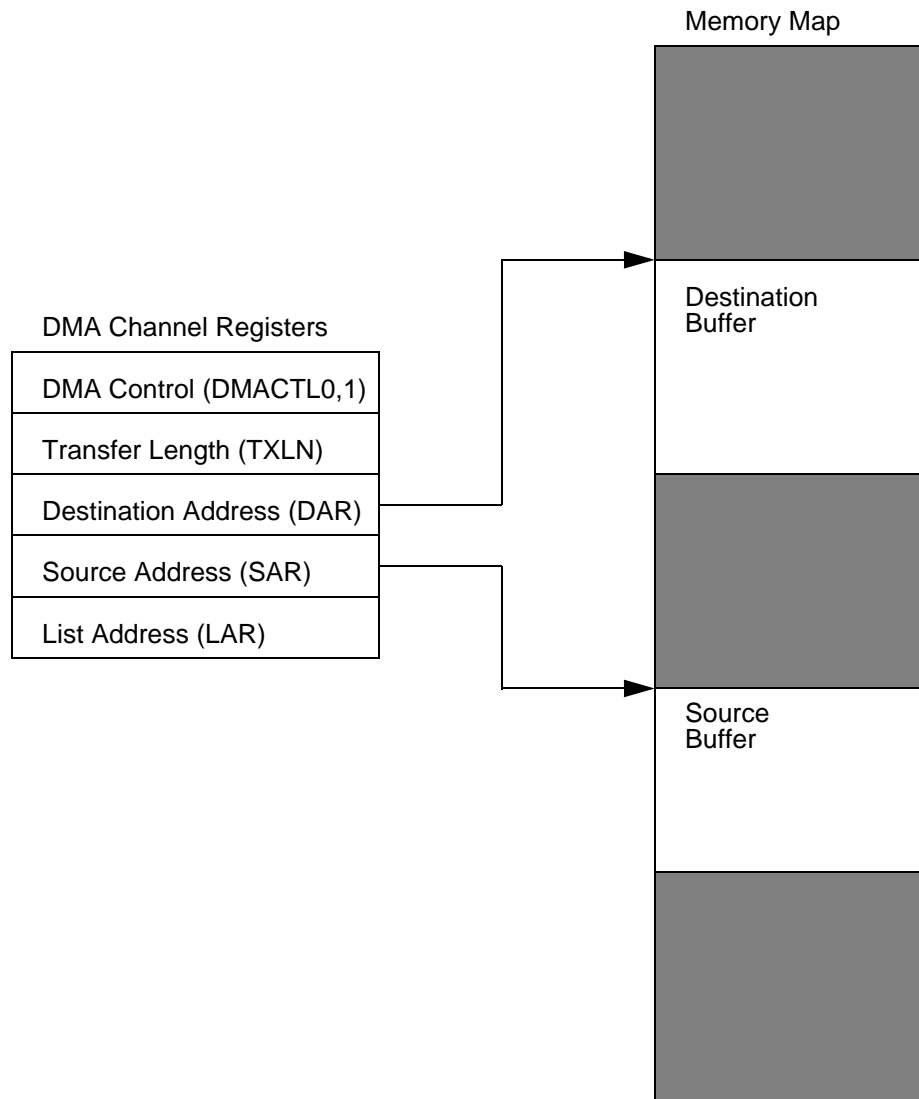 Memory Map
Destination
Buffer
DMA Channel Registers
DMA Control (DMACTL0,1)
Transfer Length (TXLN)
Destination Address (DAR)
Source Address (SAR)
List Address (LAR)
Source
Buffer